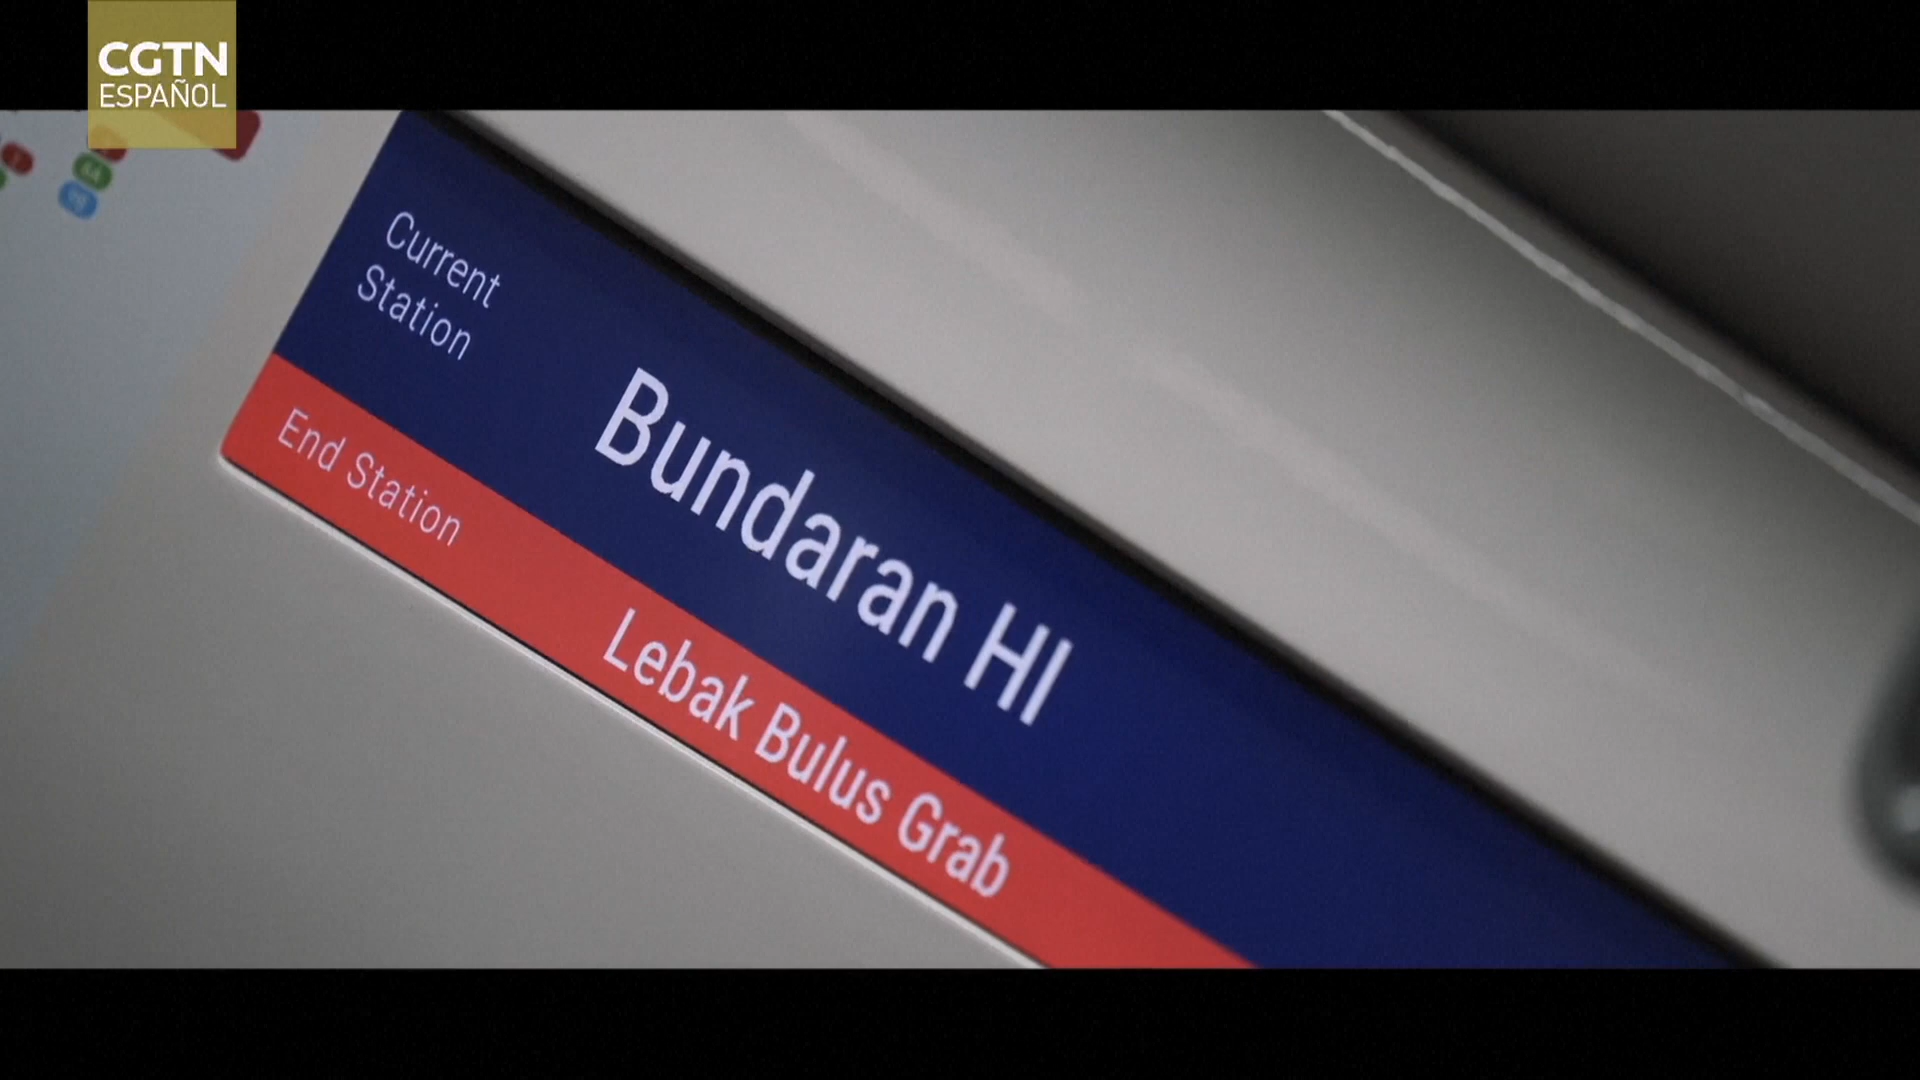 CGTN
ESPAÑOL
Current
Station
Bundaran HI
End Station
Lebak Bulus Grab